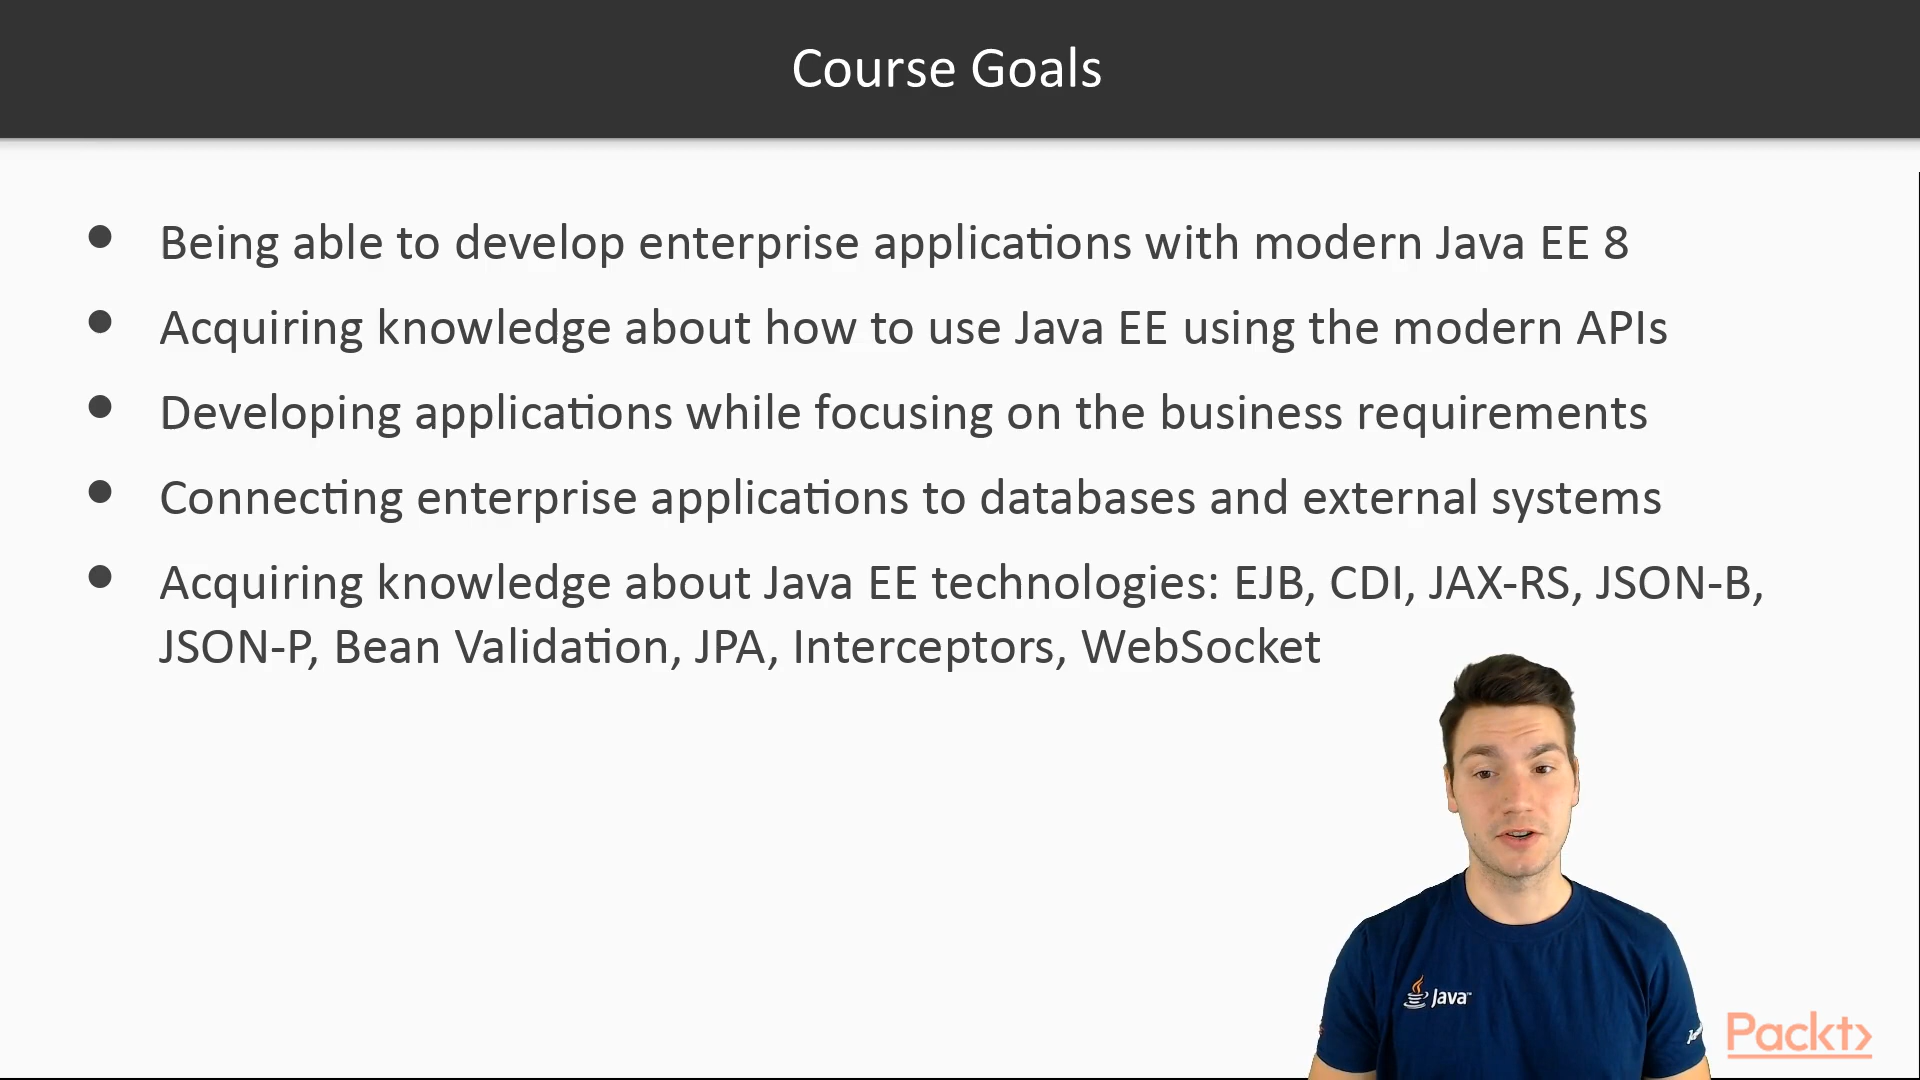 Course Goals
Being able to develop enterprise applications with modern Java EE 8
Acquiring knowledge about how to use Java EE using the modern APIs
Developing applications while focusing on the business requirements
Connecting enterprise applications to databases and external systems
Acquiring knowledge about Java EE technologies: EJB, CDI, JAX-RS, JSON-B,
JSON-P, Bean Validation, JPA, Interceptors, WebSocket
Java™
Packt>